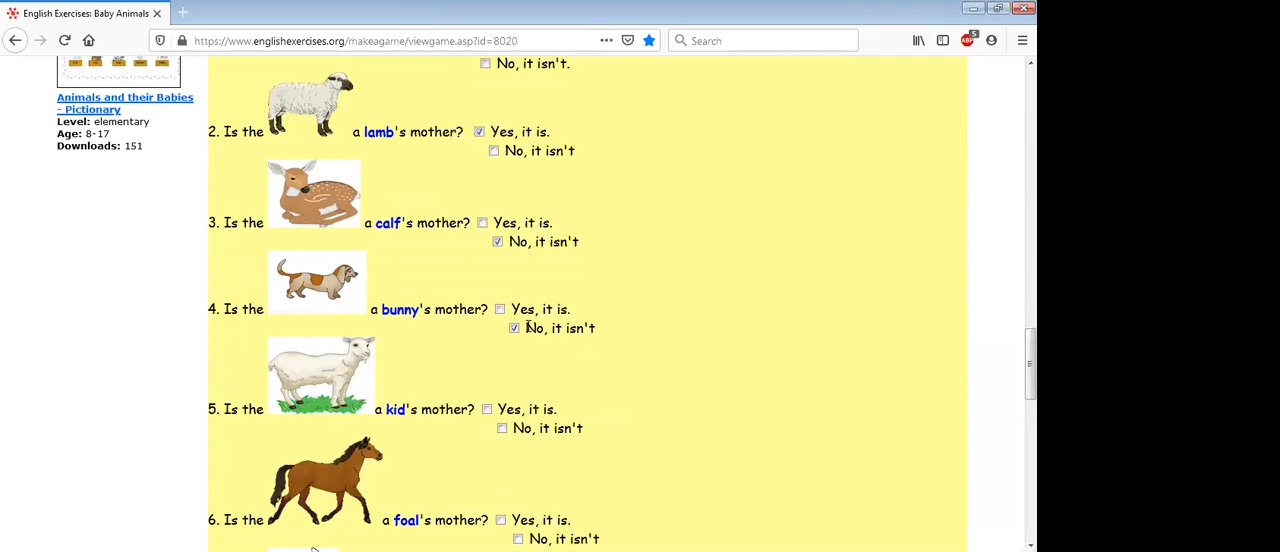 English Exercises: Baby Animals
https://www.englishexercises.org/makeagame/viewgame.asp?id=8020
Search
ABP
5
No, it isn't.
Animals and their Babies
- Pictionary
Level: elementary
Age: 8-17
Downloads: 151
2. Is the a lamb's mother? Yes, it is.
No, it isn't
3. Is the a calf's mother? Yes, it is.
No, it isn't
4. Is the a bunny's mother? Yes, it is.
No, it isn't
5. Is the a kid's mother? Yes, it is.
No, it isn't
6. Is the a foal's mother? Yes, it is.
No, it isn't